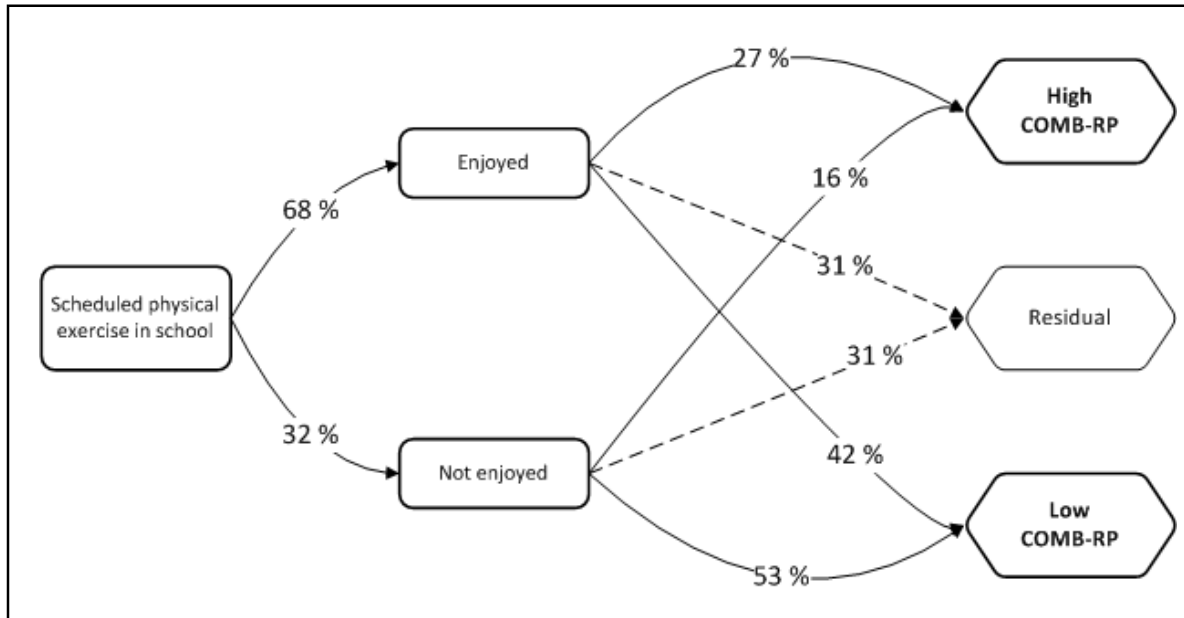 27 %
High
COMB-RP
Enjoyed
16 %
68 %
31 %
Scheduled physical
exercise in school
Residual
31 %
32 %
42 %
Not enjoyed
Low
COMB-RP
53 %